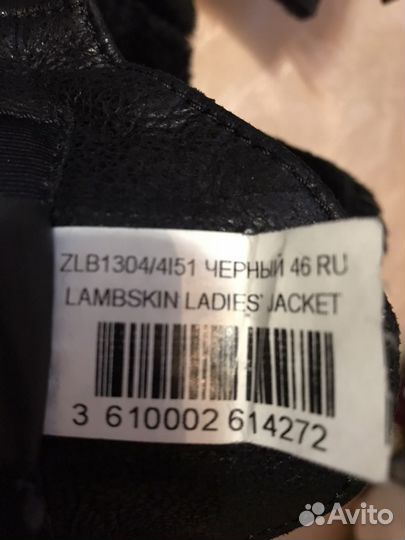 ZLB1304/4I51 ЧЕРНЫЙ 46 RU
LAMBSKIN LADIES' JACKET
3 610002 614272
Avito